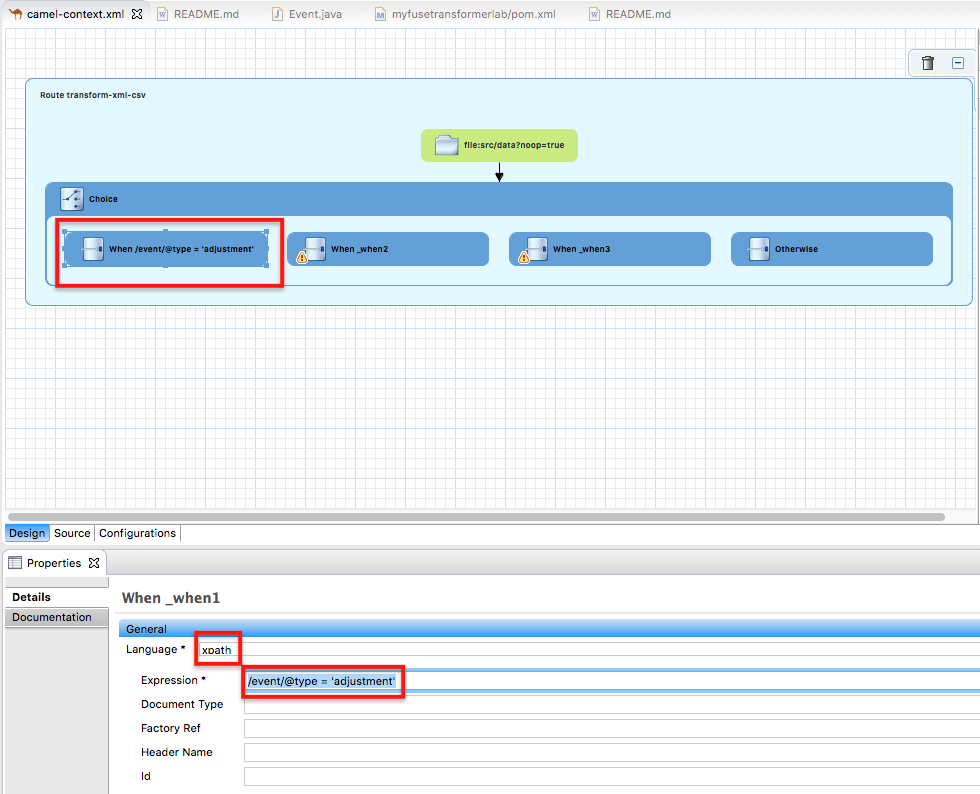 camel-context.xml README.md Event.java myfusetransformerlab/pom.xml README.md
Route transform-xml-csv
file:src/data?noop=true
Choice
When /event/@type = 'adjustment' When _when2 When _when3 Otherwise
Design Source Configurations
Properties
Details
When _when1
Documentation
General
Language * xpath
Expression * /event/@type = 'adjustment'
Document Type
Factory Ref
Header Name
Id